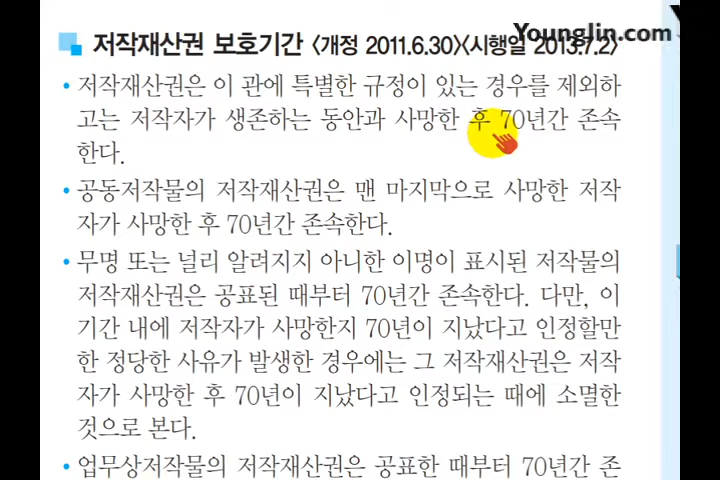 Younglin.com
저작재산권 보호기간 <개정 2011.6.30><시행일 2013.7.2>
• 저작재산권은 이 관에 특별한 규정이 있는 경우를 제외하
고는 저작자가 생존하는 동안과 사망한 후 70년간 존속
한다.
• 공동저작물의 저작재산권은 맨 마지막으로 사망한 저작
자가 사망한 후 70년간 존속한다.
• 무명 또는 널리 알려지지 아니한 이명이 표시된 저작물의
저작재산권은 공표된 때부터 70년간 존속한다. 다만, 이
기간 내에 저작자가 사망한지 70년이 지났다고 인정할만
한 정당한 사유가 발생한 경우에는 그 저작재산권은 저작
자가 사망한 후 70년이 지났다고 인정되는 때에 소멸한
것으로 본다.
• 업무상저작물의 저작재산권은 공표한 때부터 70년간 존